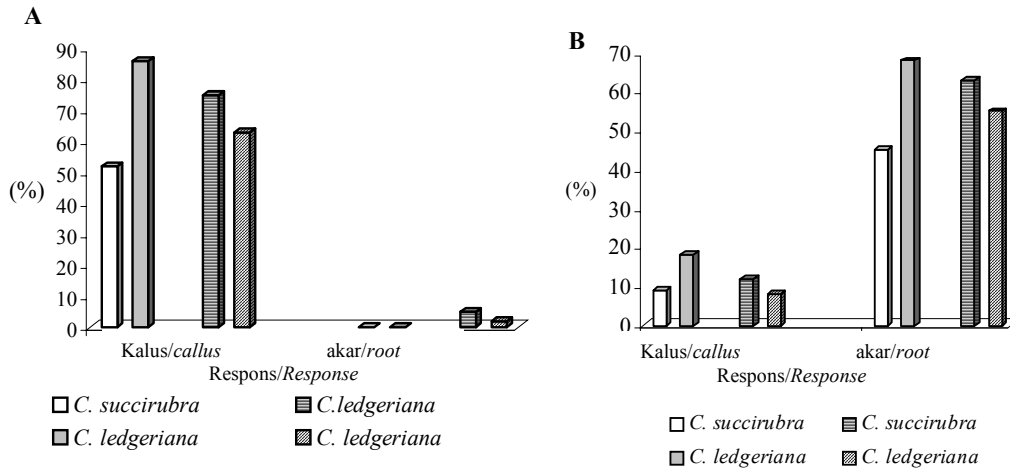 A
90
80
70
60
50
40
30
20
10
0
(%)
Kalus/callus akar/root
Respons/Response
C. succirubra C.ledgeriana
C. ledgeriana C. ledgeriana
B
70
60
50
40
30
20
10
0
(%)
Kalus/callus akar/root
Respons/Response
C. succirubra C. succirubra
C. ledgeriana C. ledgeriana